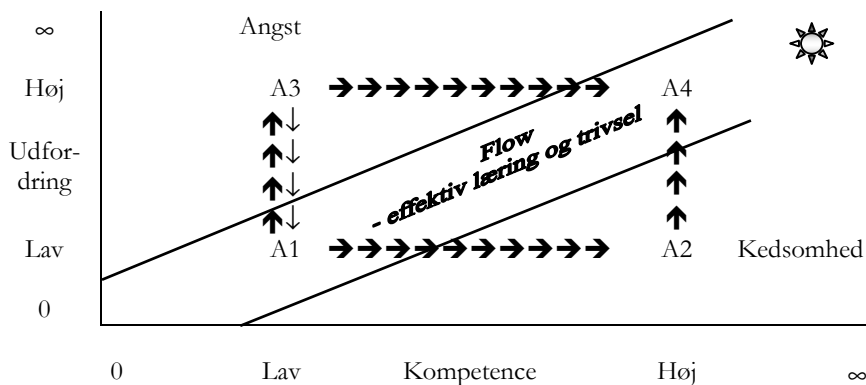 ∞ Angst
Høj A3 A4
Udfor-
dring
Flow
- effektiv læring og trivsel
Lav A1 A2 Kedsomhed
0
0 Lav Kompetence Høj ∞